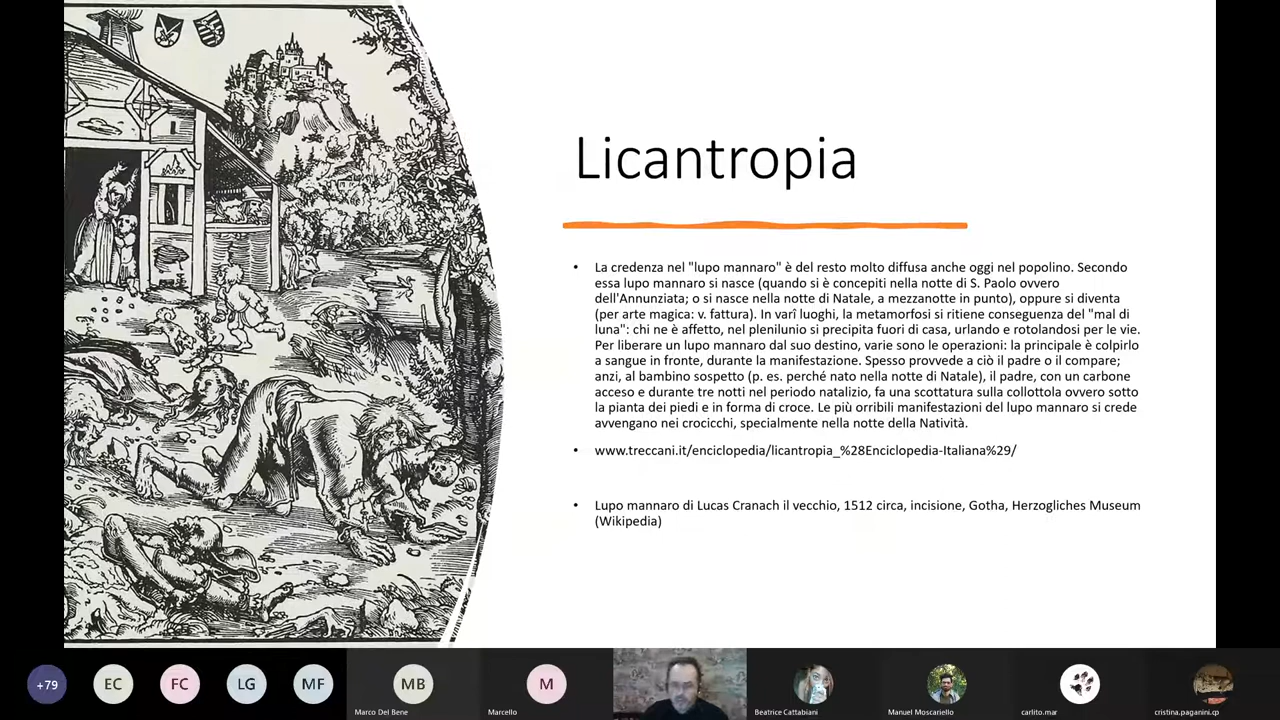 Licantropia
• La credenza nel "lupo mannaro" è del resto molto diffusa anche oggi nel popolino. Secondo
essa lupo mannaro si nasce (quando si è concepiti nella notte di S. Paolo ovvero
dell'Annunziata; o si nasce nella notte di Natale, a mezzanotte in punto), oppure si diventa
(per arte magica: v. fattura). In varî luoghi, la metamorfosi si ritiene conseguenza del "mal di
luna": chi ne è affetto, nel plenilunio si precipita fuori di casa, urlando e rotolandosi per le vie.
Per liberare un lupo mannaro dal suo destino, varie sono le operazioni: la principale è colpirlo
a sangue in fronte, durante la manifestazione. Spesso provvede a ciò il padre o il compare;
anzi, al bambino sospetto (p. es. perché nato nella notte di Natale), il padre, con un carbone
acceso e durante tre notti nel periodo natalizio, fa una scottatura sulla collottola ovvero sotto
la pianta dei piedi e in forma di croce. Le più orribili manifestazioni del lupo mannaro si crede
avvengano nei crocicchi, specialmente nella notte della Natività.
• www.treccani.it/enciclopedia/licantropia_%28Enciclopedia-Italiana%29/
• Lupo mannaro di Lucas Cranach il vecchio, 1512 circa, incisione, Gotha, Herzogliches Museum
(Wikipedia)
+79 EC FC LG MF MB M
Marco Del Bene Marcello Beatrice Cattabiani Manuel Moscariello carlito.mar cristina.paganini.cp